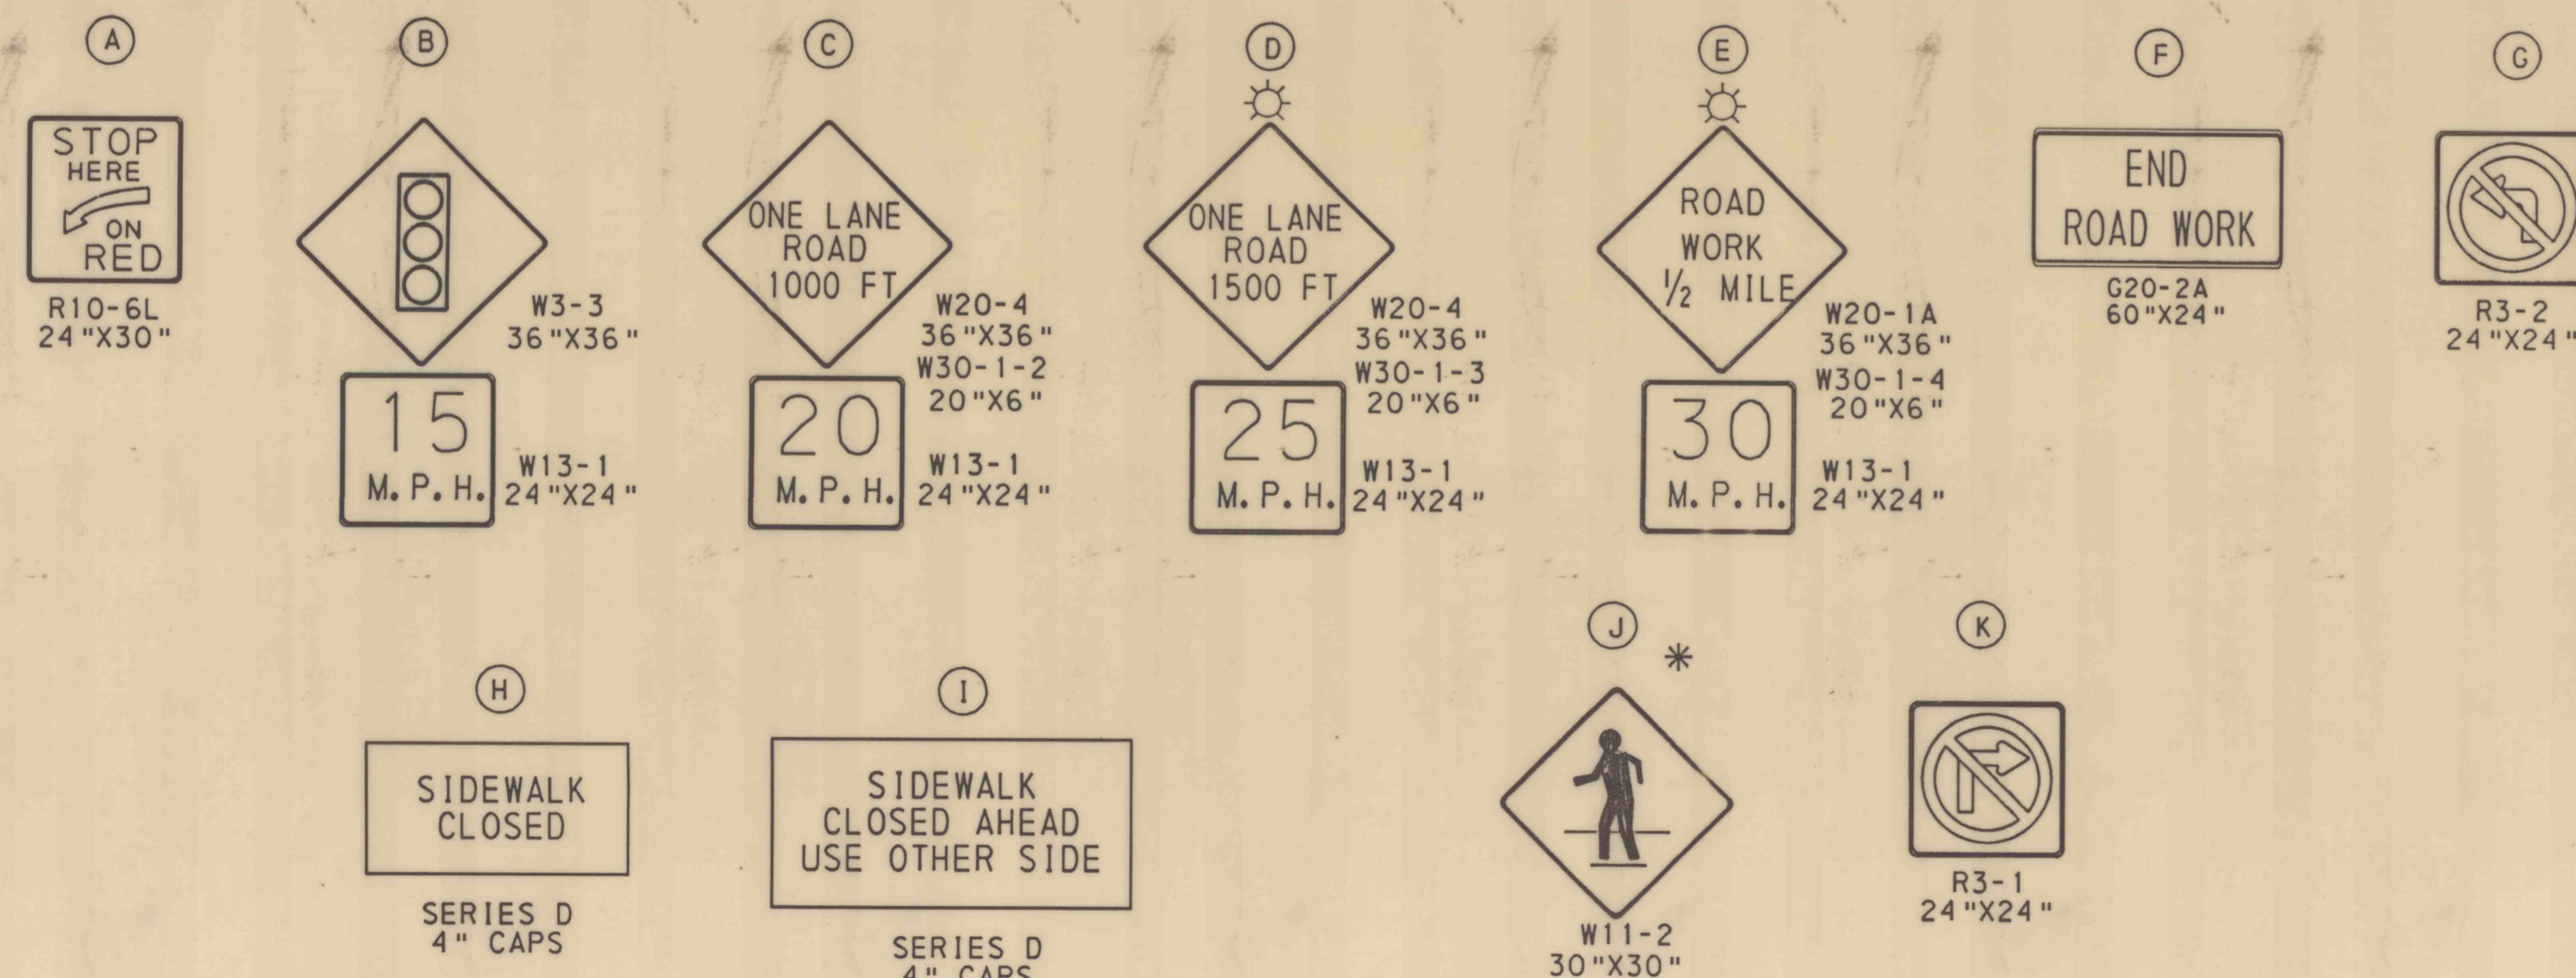 A
STOP
HERE
ON
RED
R10-6L
24"X30"
B
W3-3
36"X36"
15
M.P.H.
W13-1
24"X24"
C
ONE LANE
ROAD
1000 FT
W20-4
36"X36"
W30-1-2
20"X6"
20
M.P.H.
W13-1
24"X24"
D
ONE LANE
ROAD
1500 FT
W20-4
36"X36"
W30-1-3
20"X6"
25
M.P.H.
W13-1
24"X24"
E
ROAD
WORK
1/2 MILE
W20-1A
36"X36"
W30-1-4
20"X6"
30
M.P.H.
W13-1
24"X24"
F
END
ROAD WORK
G20-2A
60"X24"
G
R3-2
24"X24"
H
SIDEWALK
CLOSED
SERIES D
4" CAPS
I
SIDEWALK
CLOSED AHEAD
USE OTHER SIDE
SERIES D
4" CAPS
J
*
W11-2
30"X30"
K
R3-1
24"X24"